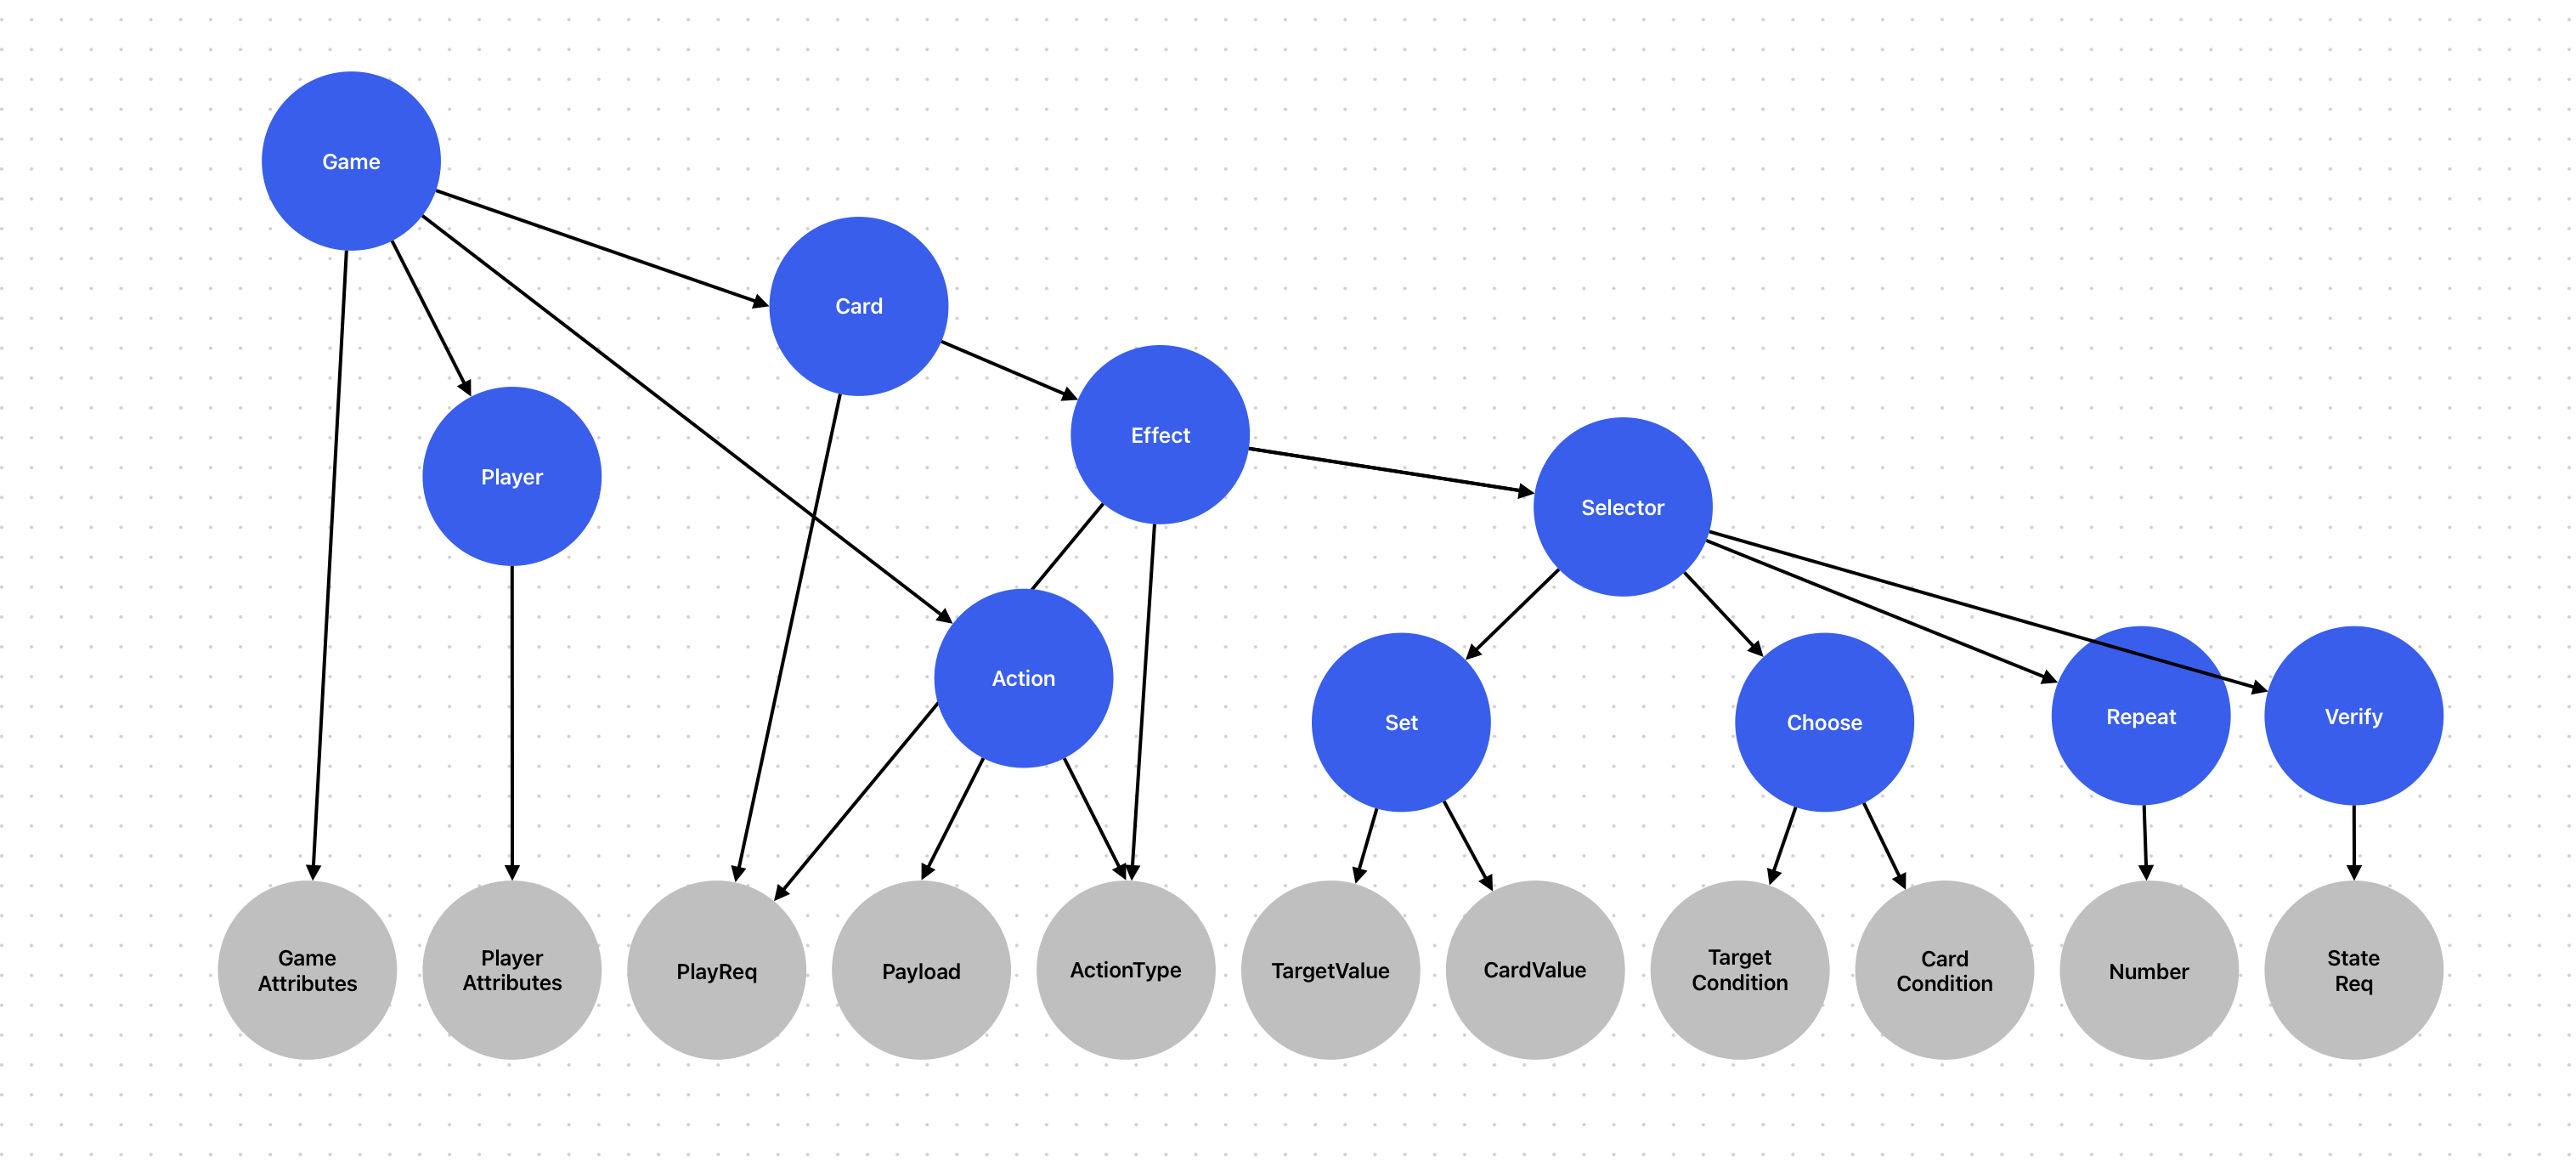 Game
Card
Effect
Player
Selector
Action
Set
Choose
Repeat
Verify
Game
Attributes
Player
Attributes
PlayReq
Payload
ActionType
TargetValue
CardValue
Target
Condition
Card
Condition
Number
State
Req